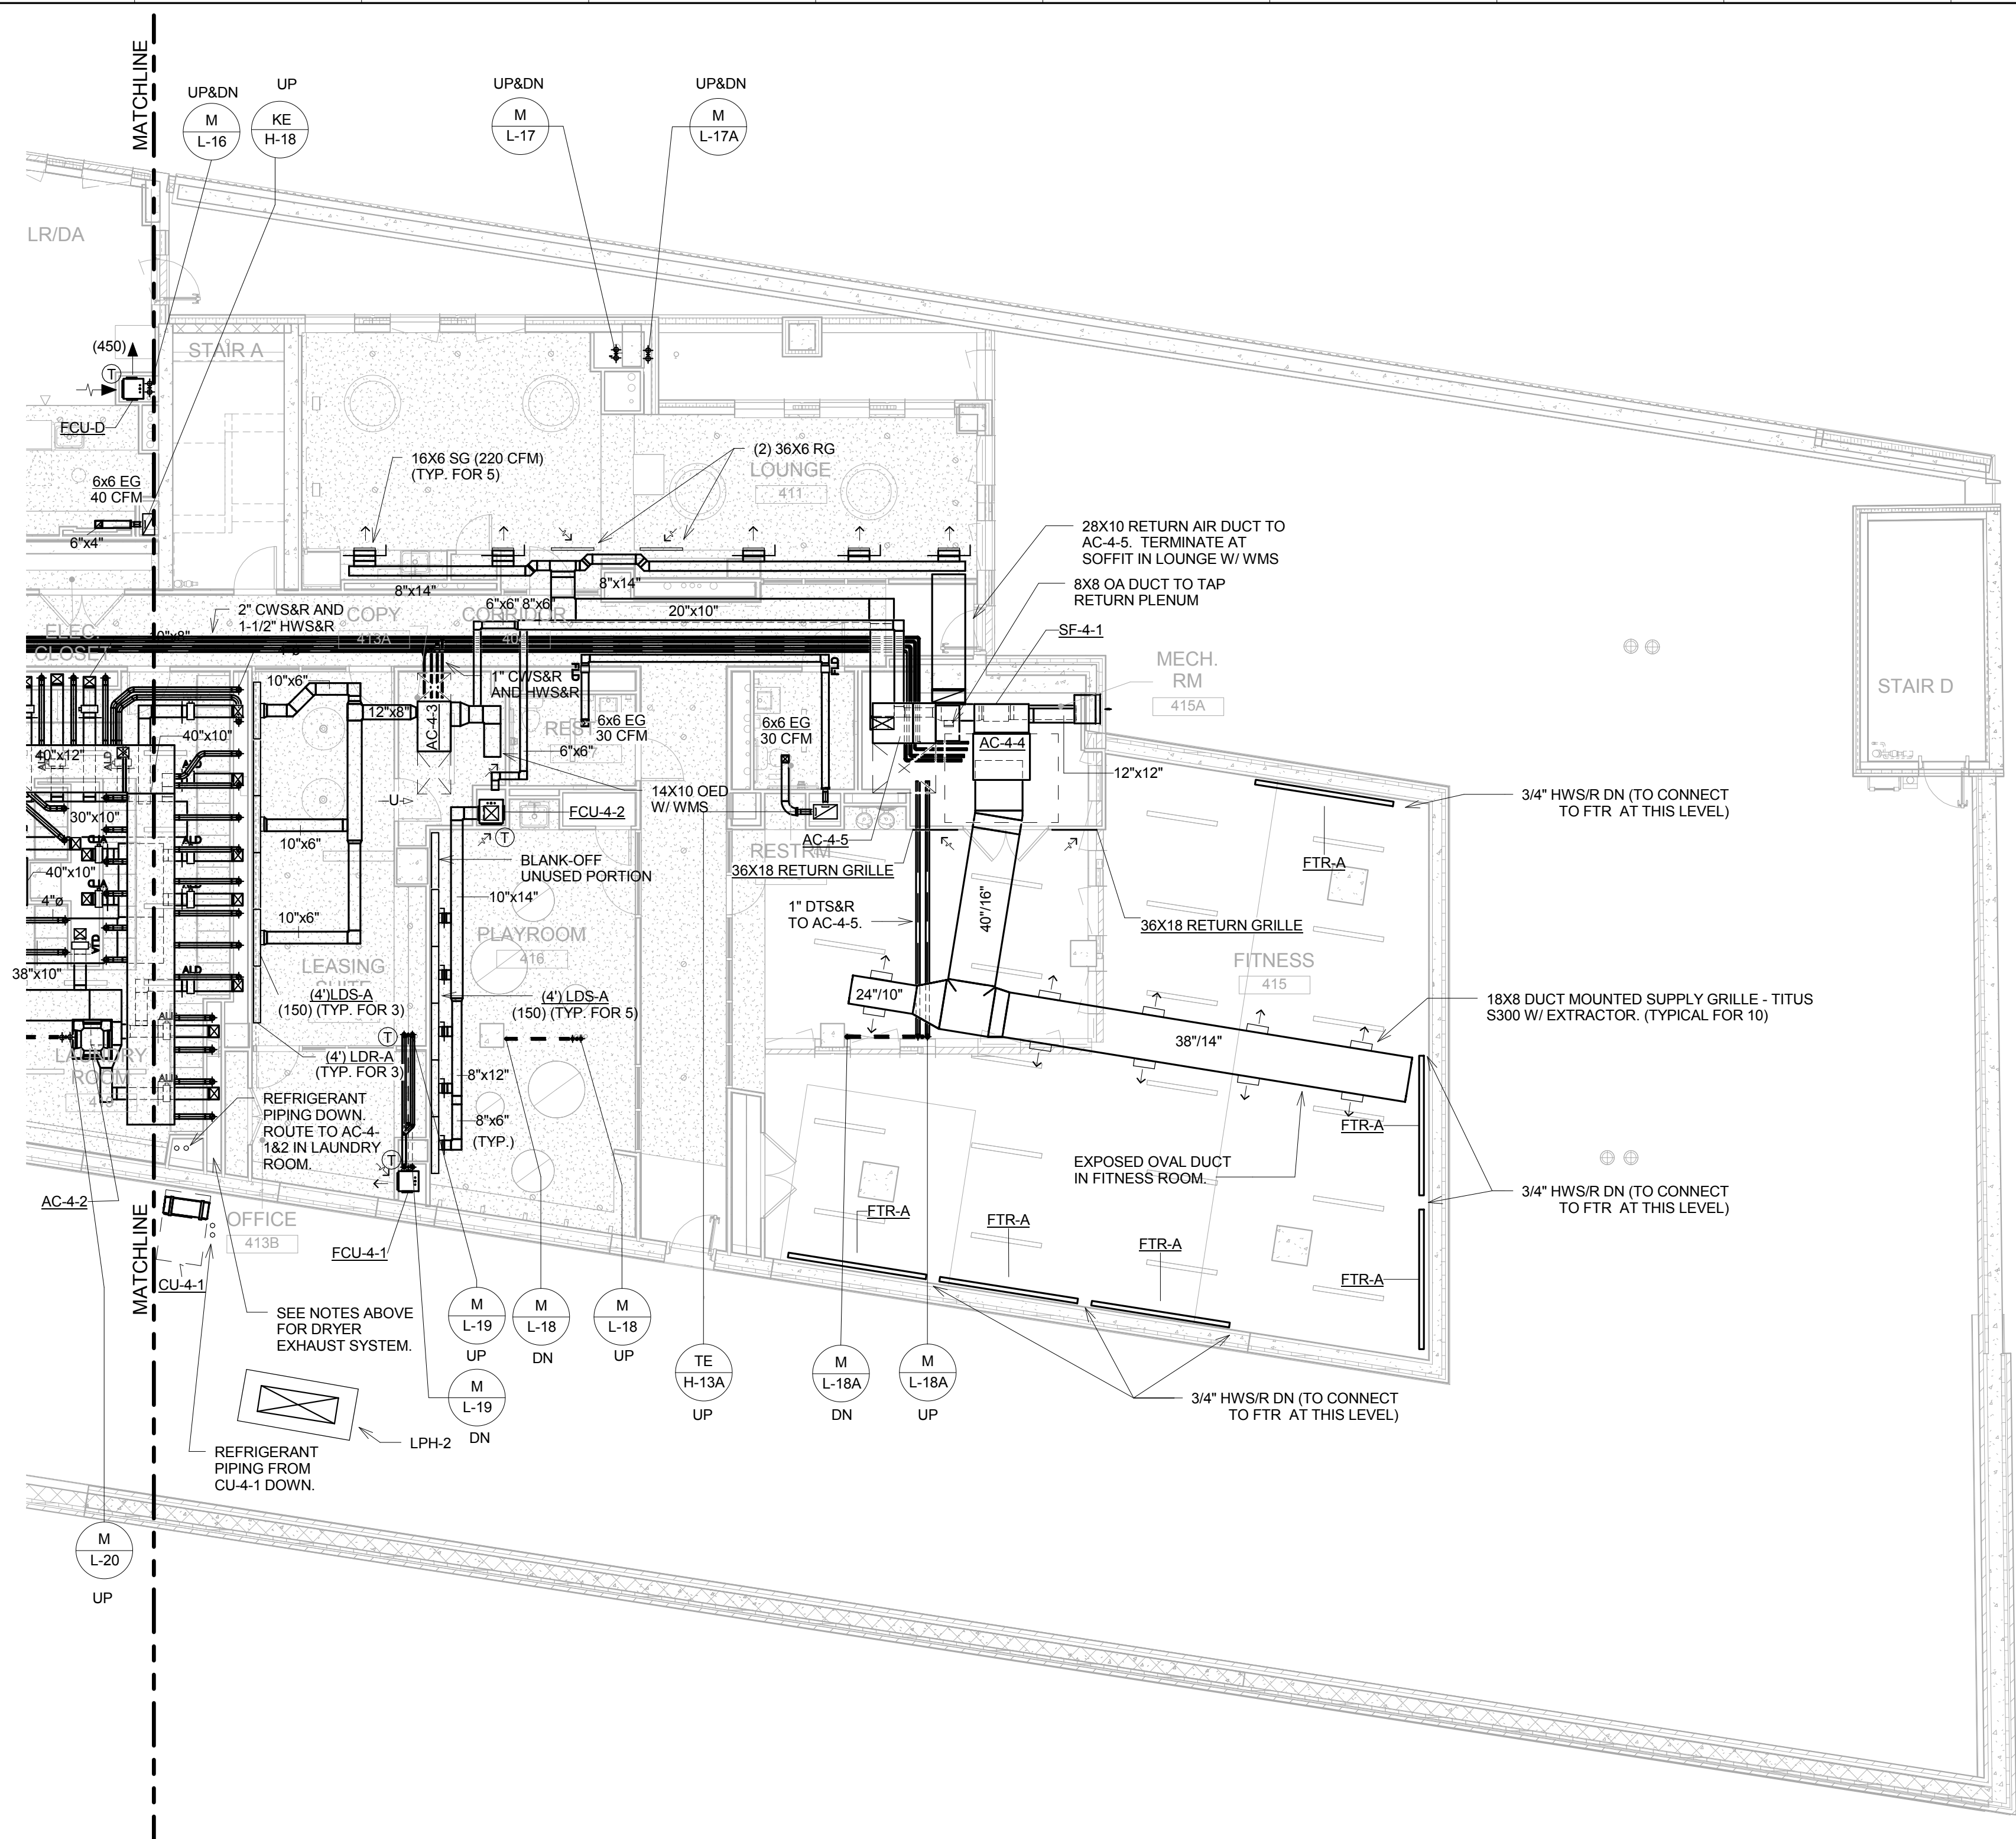 MATCHLINE
UP&DN
M
L-16
UP
KE
H-18
UP&DN
M
L-17
UP&DN
M
L-17A
LR/DA
STAIR A
(450)
T
FCU-D
6x6 EG
40 CFM
6"x4"
16X6 SG (220 CFM)
(TYP. FOR 5)
(2) 36X6 RG
LOUNGE
411
28X10 RETURN AIR DUCT TO
AC-4-5. TERMINATE AT
SOFFIT IN LOUNGE W/ WMS
8X8 OA DUCT TO TAP
RETURN PLENUM
SF-4-1
8"x14"
8"x14"
6"x6"
8"x6"
20"x10"
2" CWS&R AND
1-1/2" HWS&R
COPY
413A
CORRIDOR
ELEC.
CLOSET
MECH.
RM
415A
STAIR D
10"x6"
12"x8"
AC-4-3
1" CWS&R
AND HWS&R
FLD
FLD
REST
6x6 EG
30 CFM
6x6 EG
30 CFM
6"x6"
AC-4-4
12"x12"
40"x10"
40"x12"
ALD
ALD
30"x10"
40"x10"
4"ø
38"x10"
10"x6"
10"x6"
U
14X10 OED
W/ WMS
FCU-4-2
T
BLANK-OFF
UNUSED PORTION
10"x14"
PLAYROOM
416
RESTRM
AC-4-5
36X18 RETURN GRILLE
1" DTS&R
TO AC-4-5.
40"/16"
36X18 RETURN GRILLE
FTR-A
3/4" HWS/R DN (TO CONNECT
TO FTR AT THIS LEVEL)
FITNESS
415
ALD
ALD
LEASING
SUITE
(4')LDS-A
(150) (TYP. FOR 3)
(4') LDS-A
(150) (TYP. FOR 5)
24"/10"
38"/14"
18X8 DUCT MOUNTED SUPPLY GRILLE - TITUS
S300 W/ EXTRACTOR. (TYPICAL FOR 10)
T
(4') LDR-A
(TYP. FOR 3)
ALD
ALD
LAUNDRY
ROOM
8"x12"
8"x6"
(TYP.)
REFRIGERANT
PIPING DOWN.
ROUTE TO AC-4-
1&2 IN LAUNDRY
ROOM.
T
EXPOSED OVAL DUCT
IN FITNESS ROOM.
FTR-A
3/4" HWS/R DN (TO CONNECT
TO FTR AT THIS LEVEL)
AC-4-2
MATCHLINE
OFFICE
413B
FCU-4-1
CU-4-1
FTR-A
FTR-A
FTR-A
FTR-A
SEE NOTES ABOVE
FOR DRYER
EXHAUST SYSTEM.
M
L-19
UP
M
L-18
DN
M
L-18
UP
TE
H-13A
UP
M
L-18A
DN
M
L-18A
UP
M
L-19
DN
3/4" HWS/R DN (TO CONNECT
TO FTR AT THIS LEVEL)
LPH-2
REFRIGERANT
PIPING FROM
CU-4-1 DOWN.
M
L-20
UP